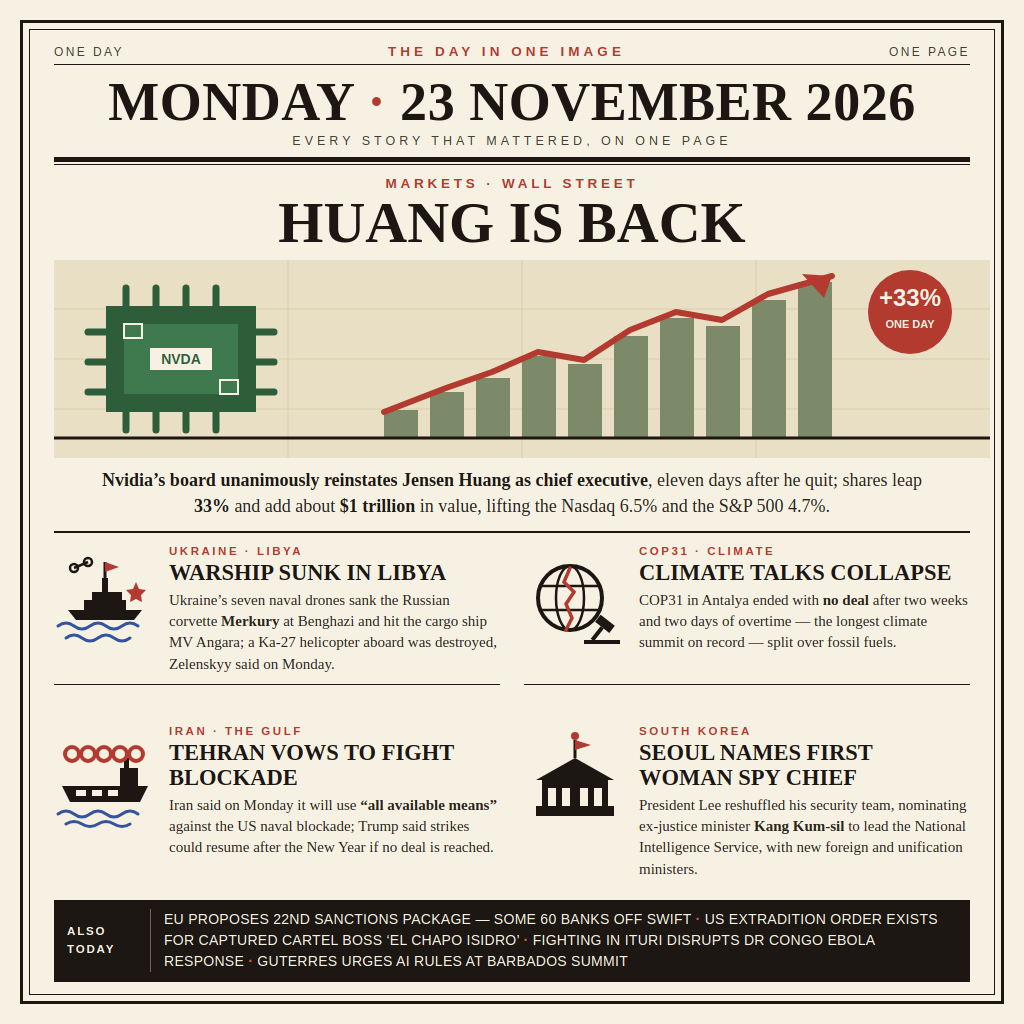 ONE DAY
THE DAY IN ONE IMAGE
ONE PAGE
MONDAY · 23 NOVEMBER 2026
EVERY STORY THAT MATTERED, ON ONE PAGE
MARKETS · WALL STREET
HUANG IS BACK
NVDA
+33%
ONE DAY
Nvidia’s board unanimously reinstates Jensen Huang as chief executive, eleven days after he quit; shares leap
33% and add about $1 trillion in value, lifting the Nasdaq 6.5% and the S&P 500 4.7%.
UKRAINE · LIBYA
WARSHIP SUNK IN LIBYA
Ukraine’s seven naval drones sank the Russian
corvette Merkury at Benghazi and hit the cargo ship
MV Angara; a Ka-27 helicopter aboard was destroyed,
Zelenskyy said on Monday.
COP31 · CLIMATE
CLIMATE TALKS COLLAPSE
COP31 in Antalya ended with no deal after two weeks
and two days of overtime — the longest climate
summit on record — split over fossil fuels.
IRAN · THE GULF
TEHRAN VOWS TO FIGHT
BLOCKADE
Iran said on Monday it will use “all available means”
against the US naval blockade; Trump said strikes
could resume after the New Year if no deal is reached.
SOUTH KOREA
SEOUL NAMES FIRST
WOMAN SPY CHIEF
President Lee reshuffled his security team, nominating
ex-justice minister Kang Kum-sil to lead the National
Intelligence Service, with new foreign and unification
ministers.
ALSO
TODAY
EU PROPOSES 22ND SANCTIONS PACKAGE — SOME 60 BANKS OFF SWIFT · US EXTRADITION ORDER EXISTS
FOR CAPTURED CARTEL BOSS ‘EL CHAPO ISIDRO’ · FIGHTING IN ITURI DISRUPTS DR CONGO EBOLA
RESPONSE · GUTERRES URGES AI RULES AT BARBADOS SUMMIT